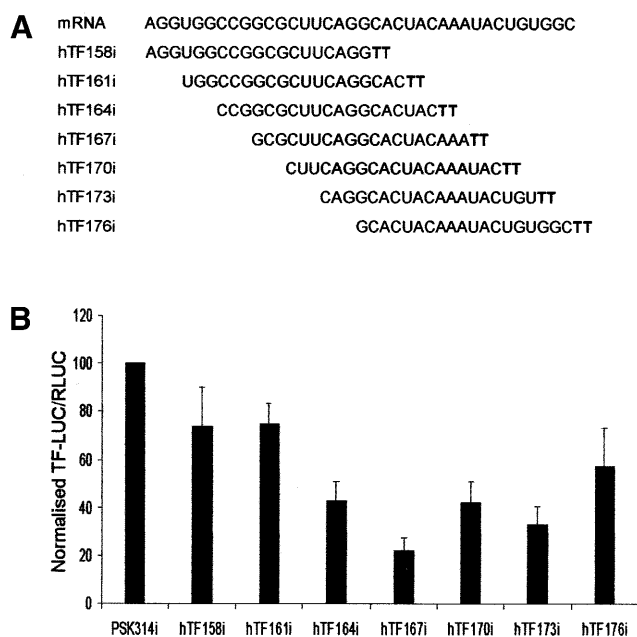 A
mRNA AGGUGGCCGGCGCUUCAGGCACUACAAAUACUGUGGC
hTF158i AGGUGGCCGGCGCUUCAGGTT
hTF161i UGGCCGGCGCUUCAGGCACTT
hTF164i CCGGCGCUUCAGGCACUACTT
hTF167i GCGCUUCAGGCACUACAAATT
hTF170i CUUCAGGCACUACAAAUACTT
hTF173i CAGGCACUACAAAUACUGUTT
hTF176i GCACUACAAAUACUGUGGCTT
B
Normalised TF-LUC/RLUC
120
100
80
60
40
20
0
PSK314i hTF158i hTF161i hTF164i hTF167i hTF170i hTF173i hTF176i